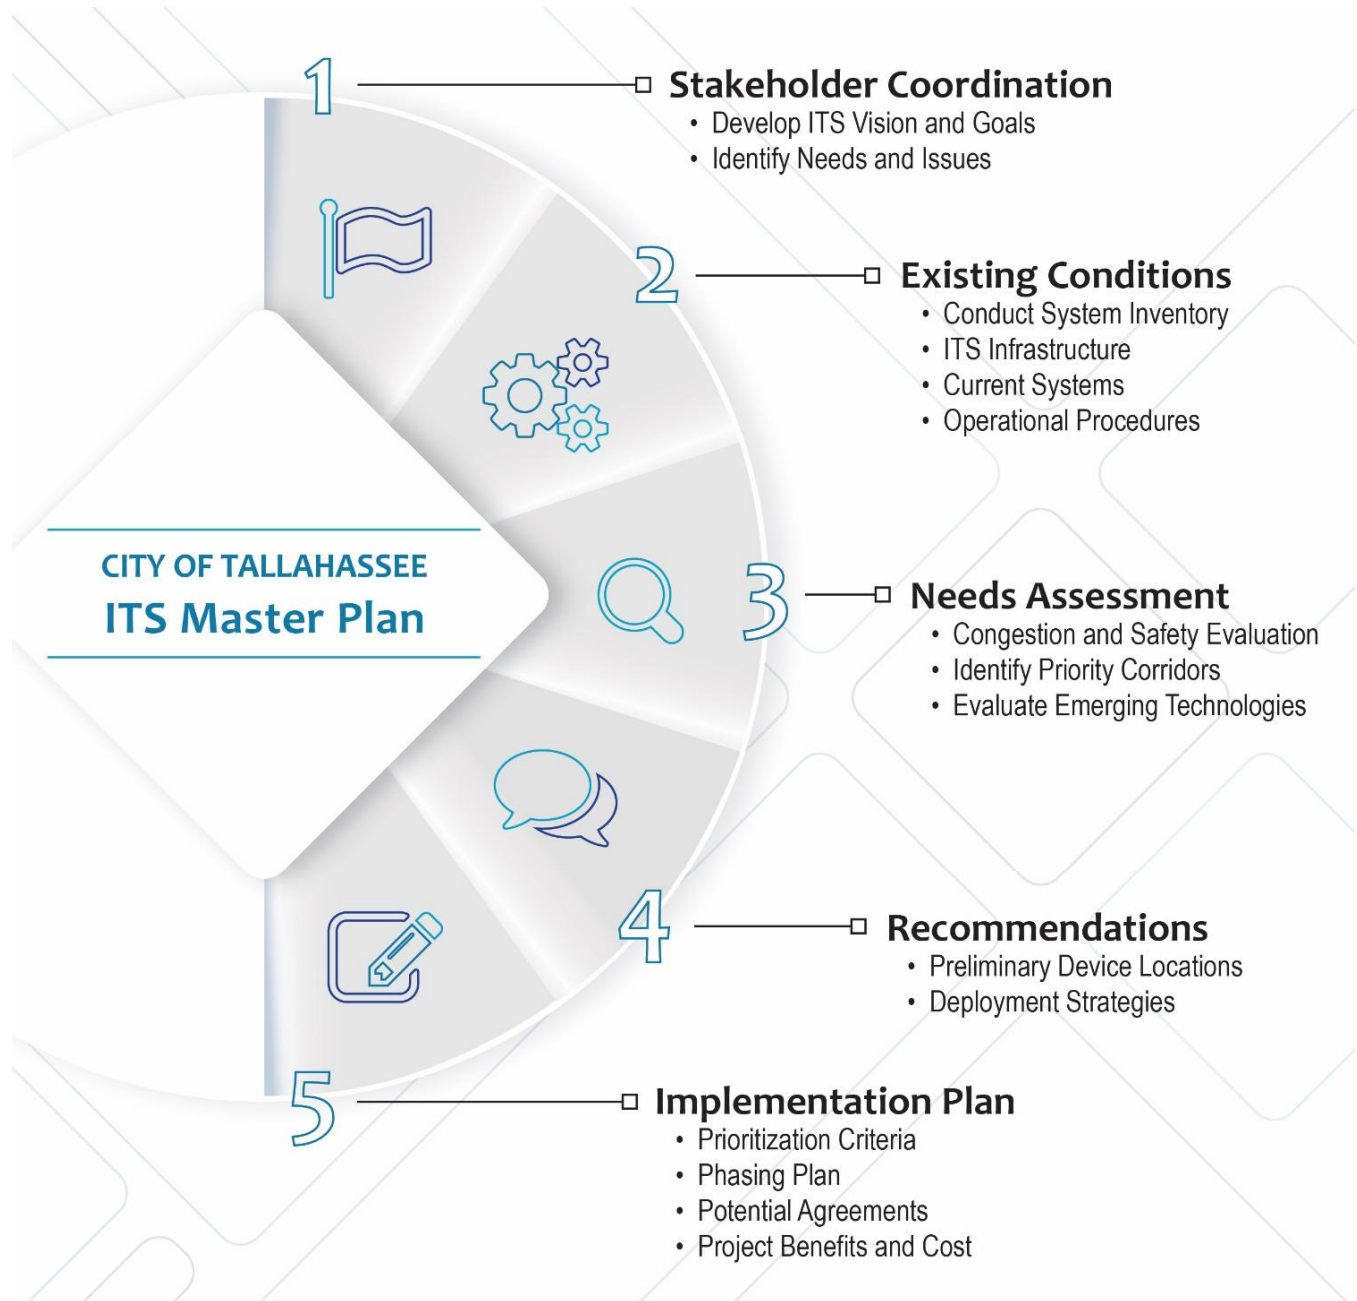 CITY OF TALLAHASSEE
ITS Master Plan
1
Stakeholder Coordination
• Develop ITS Vision and Goals
• Identify Needs and Issues
2
Existing Conditions
• Conduct System Inventory
• ITS Infrastructure
• Current Systems
• Operational Procedures
3
Needs Assessment
• Congestion and Safety Evaluation
• Identify Priority Corridors
• Evaluate Emerging Technologies
4
Recommendations
• Preliminary Device Locations
• Deployment Strategies
5
Implementation Plan
• Prioritization Criteria
• Phasing Plan
• Potential Agreements
• Project Benefits and Cost